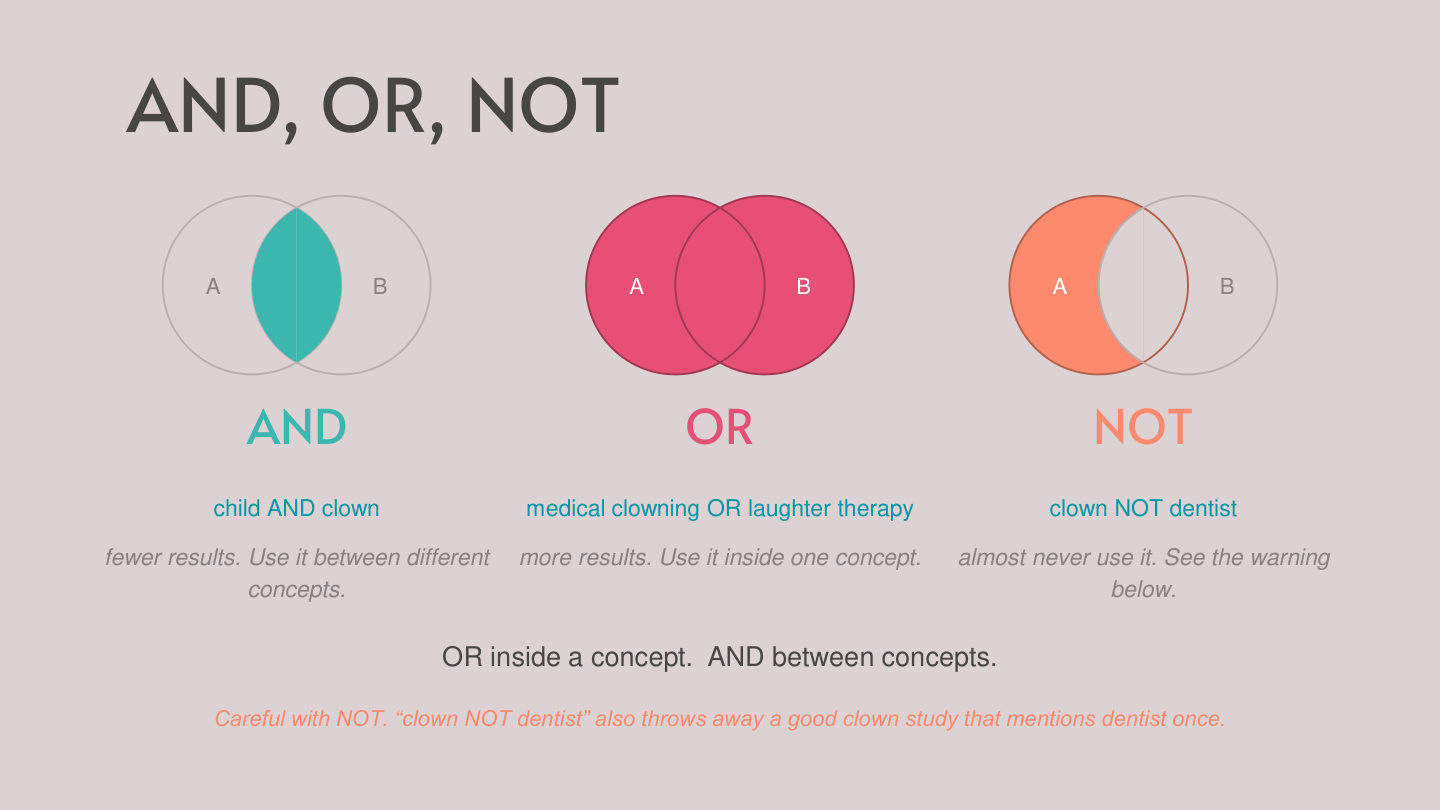 AND, OR, NOT
A B
A B
A B
AND
OR
NOT
child AND clown
medical clowning OR laughter therapy
clown NOT dentist
fewer results. Use it between different
concepts.
more results. Use it inside one concept.
almost never use it. See the warning
below.
OR inside a concept.  AND between concepts.
Careful with NOT. “clown NOT dentist” also throws away a good clown study that mentions dentist once.